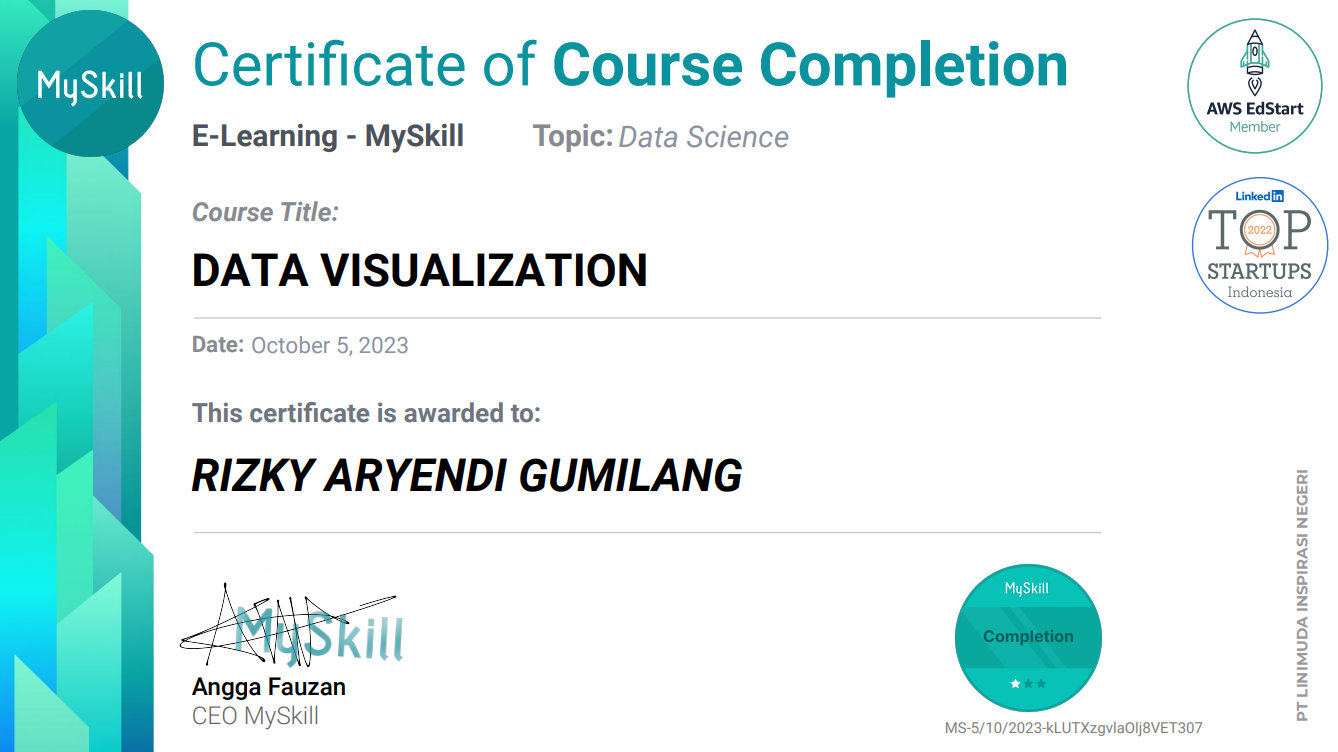 MySkill
Certificate of Course Completion
E-Learning - MySkill
Topic: Data Science
Course Title:
DATA VISUALIZATION
Date: October 5, 2023
This certificate is awarded to:
RIZKY ARYENDI GUMILANG
MySkill
Angga Fauzan
CEO MySkill
AWS EdStart
Member
Linked in
TOP
2022
STARTUPS
Indonesia
MySkill
Completion
MS-5/10/2023-kLUTXzgvlaOlj8VET307
PT LINIMUDA INSPIRASI NEGERI